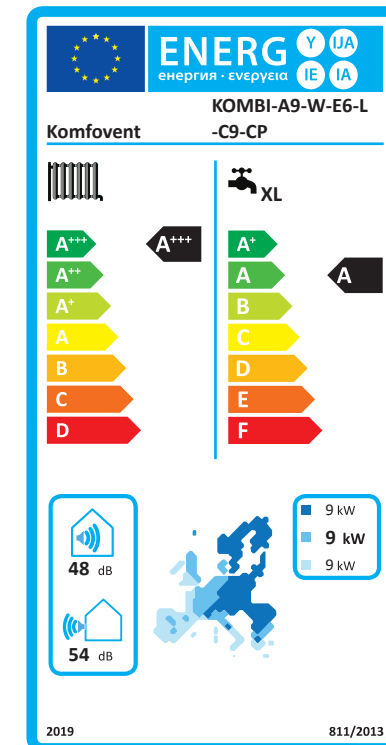 ENERG Y IJA
енергия · ενεργεια IE IA
KOMBI-A9-W-E6-L
Komfovent -C9-CP
XL
A+++ A+++
A++
A+
A
B
C
D
A+
A A
B
C
D
E
F
48 dB
54 dB
9 kW
9 kW
9 kW
2019 811/2013